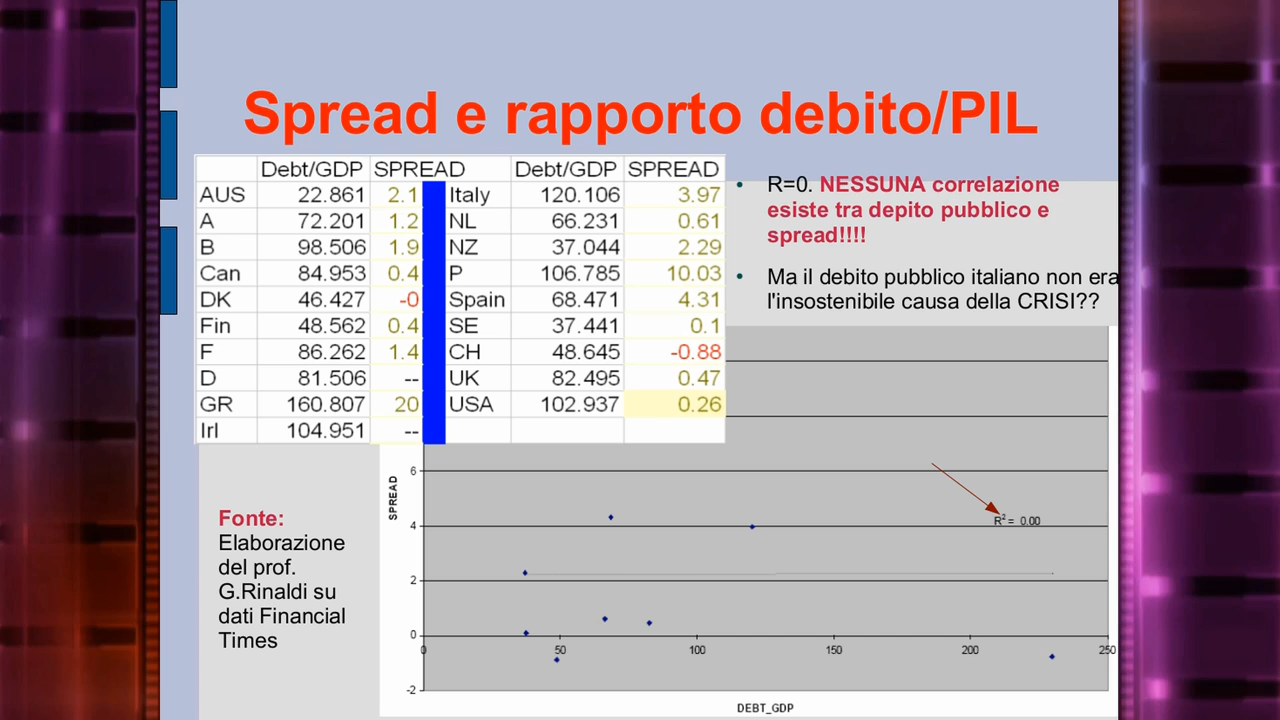 Spread e rapporto debito/PIL
Debt/GDP SPREAD Debt/GDP SPREAD
AUS 22.861 2.1 Italy 120.106 3.97
A 72.201 1.2 NL 66.231 0.61
B 98.506 1.9 NZ 37.044 2.29
Can 84.953 0.4 P 106.785 10.03
DK 46.427 -0 Spain 68.471 4.31
Fin 48.562 0.4 SE 37.441 0.1
F 86.262 1.4 CH 48.645 -0.88
D 81.506 -- UK 82.495 0.47
GR 160.807 20 USA 102.937 0.26
Irl 104.951 --
• R=0. NESSUNA correlazione
esiste tra depito pubblico e
spread!!!!
• Ma il debito pubblico italiano non era
l'insostenibile causa della CRISI??
Fonte:
Elaborazione
del prof.
G.Rinaldi su
dati Financial
Times
SPREAD
6
4
2
0
-2
R² = 0.00
0 50 100 150 200 250
DEBT_GDP